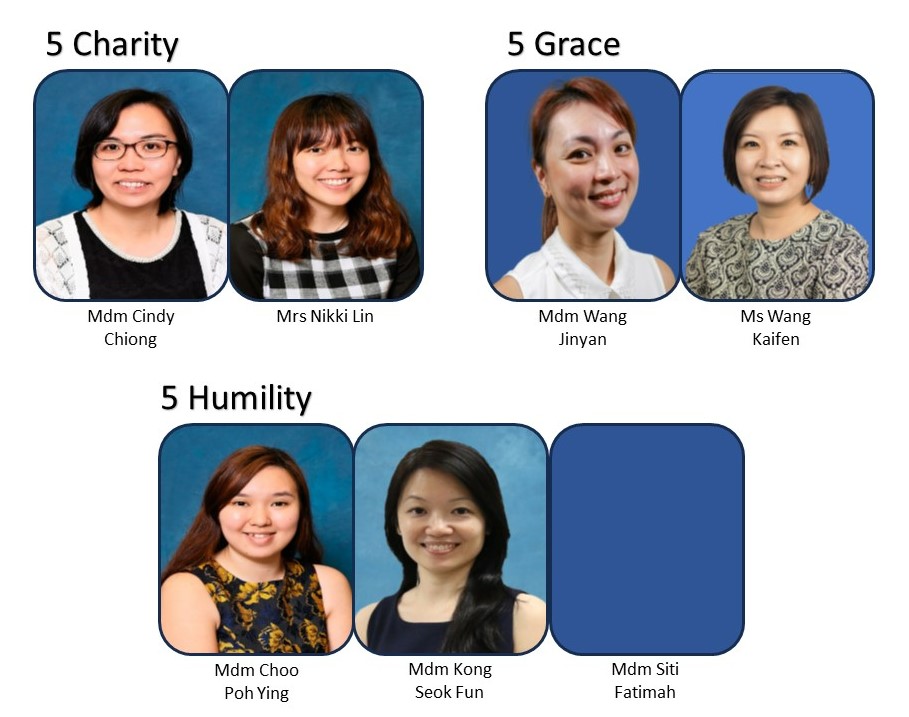 5 Charity
5 Grace
Mdm Cindy
Chiong
Mrs Nikki Lin
Mdm Wang
Jinyan
Ms Wang
Kaifen
5 Humility
Mdm Choo
Poh Ying
Mdm Kong
Seok Fun
Mdm Siti
Fatimah